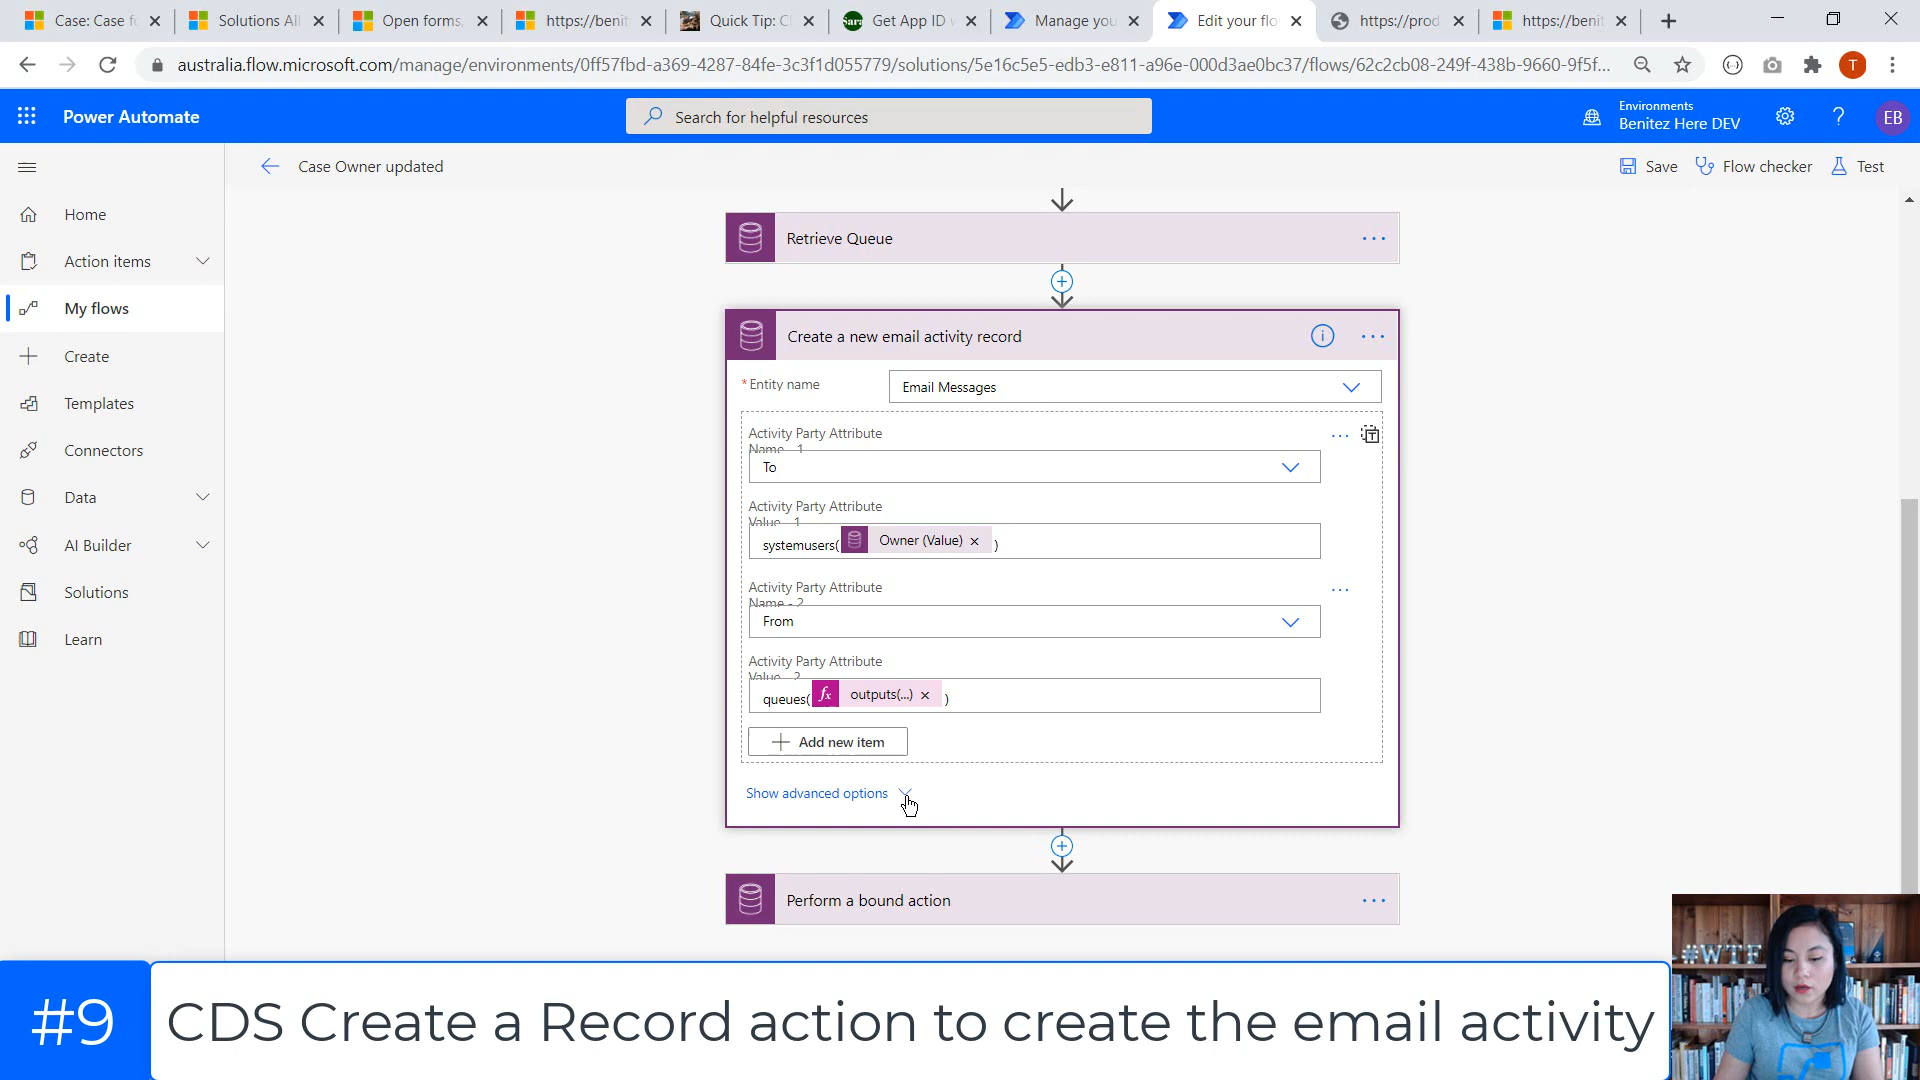 Case: Case fo
Solutions All
Open forms,
https://benit
Quick Tip: C
Sara
Get App ID
Manage you
Edit your flo
https://prod
https://benit
australia.flow.microsoft.com/manage/environments/0ff57fbd-a369-4287-84fe-3c3f1d055779/solutions/5e16c5e5-edb3-e811-a96e-000d3ae0bc37/flows/62c2cb08-249f-438b-9660-9f5f...
T
Power Automate
Search for helpful resources
Environments
Benitez Here DEV
?
EB
Case Owner updated
Save
Flow checker
Test
Home
Action items
My flows
Create
Templates
Connectors
Data
AI Builder
Solutions
Learn
Retrieve Queue
Create a new email activity record
* Entity name
Email Messages
Activity Party Attribute
Name - 1
To
Activity Party Attribute
Value - 1
systemusers( Owner (Value) × )
Activity Party Attribute
Name - 2
From
Activity Party Attribute
Value - 2
queues( fx outputs(...) × )
Add new item
Show advanced options
Perform a bound action
#WTF
#9
CDS Create a Record action to create the email activity